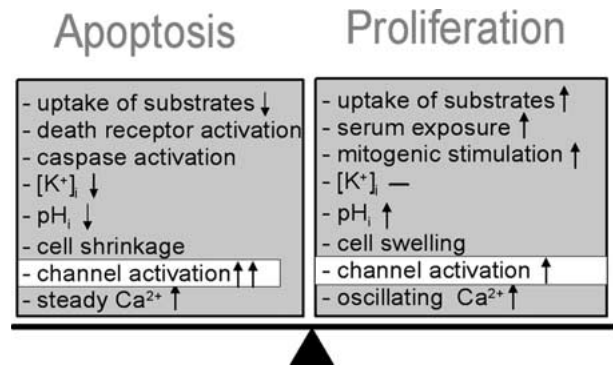 Apoptosis
- uptake of substrates ↓
- death receptor activation
- caspase activation
- [K⁺]ᵢ ↓
- pHᵢ ↓
- cell shrinkage
- channel activation ↑↑
- steady Ca²⁺ ↑
Proliferation
- uptake of substrates ↑
- serum exposure ↑
- mitogenic stimulation ↑
- [K⁺]ᵢ —
- pHᵢ ↑
- cell swelling
- channel activation ↑
- oscillating Ca²⁺ ↑